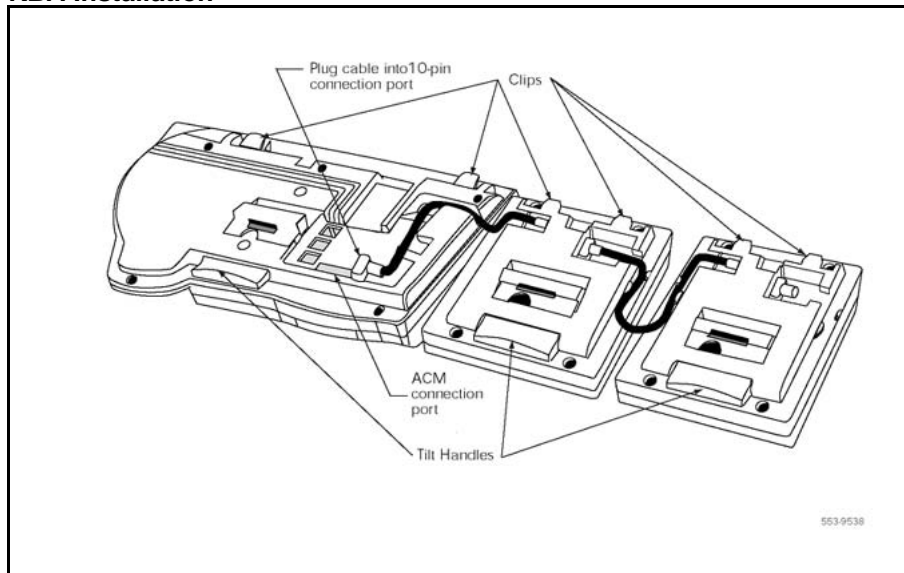 Plug cable into10-pin
connection port
Clips
ACM
connection
port
Tilt Handles
553-9538